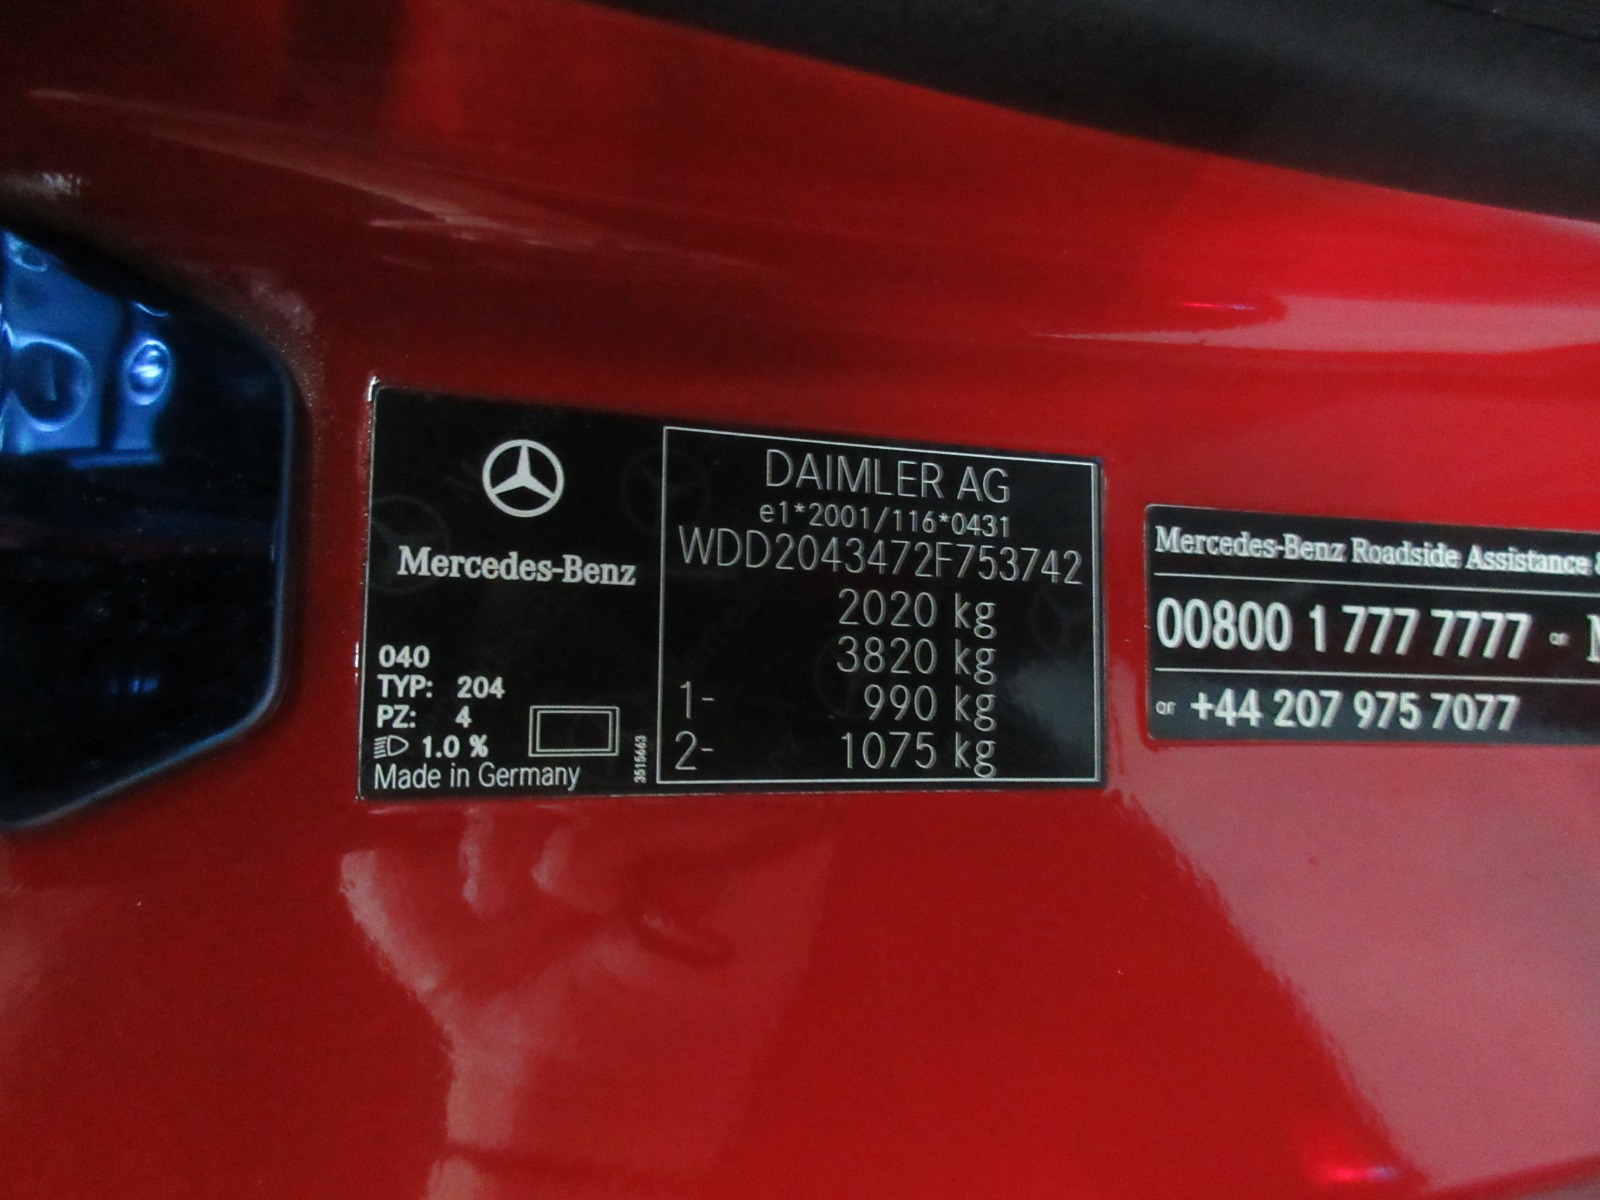 Mercedes-Benz
040
TYP: 204
PZ: 4
1.0 %
Made in Germany
3515663
DAIMLER AG
e1*2001/116*0431
WDD2043472F753742
2020 kg
3820 kg
1- 990 kg
2- 1075 kg
Mercedes-Benz Roadside Assistance &
00800 1 777 7777 or
or +44 207 975 7077